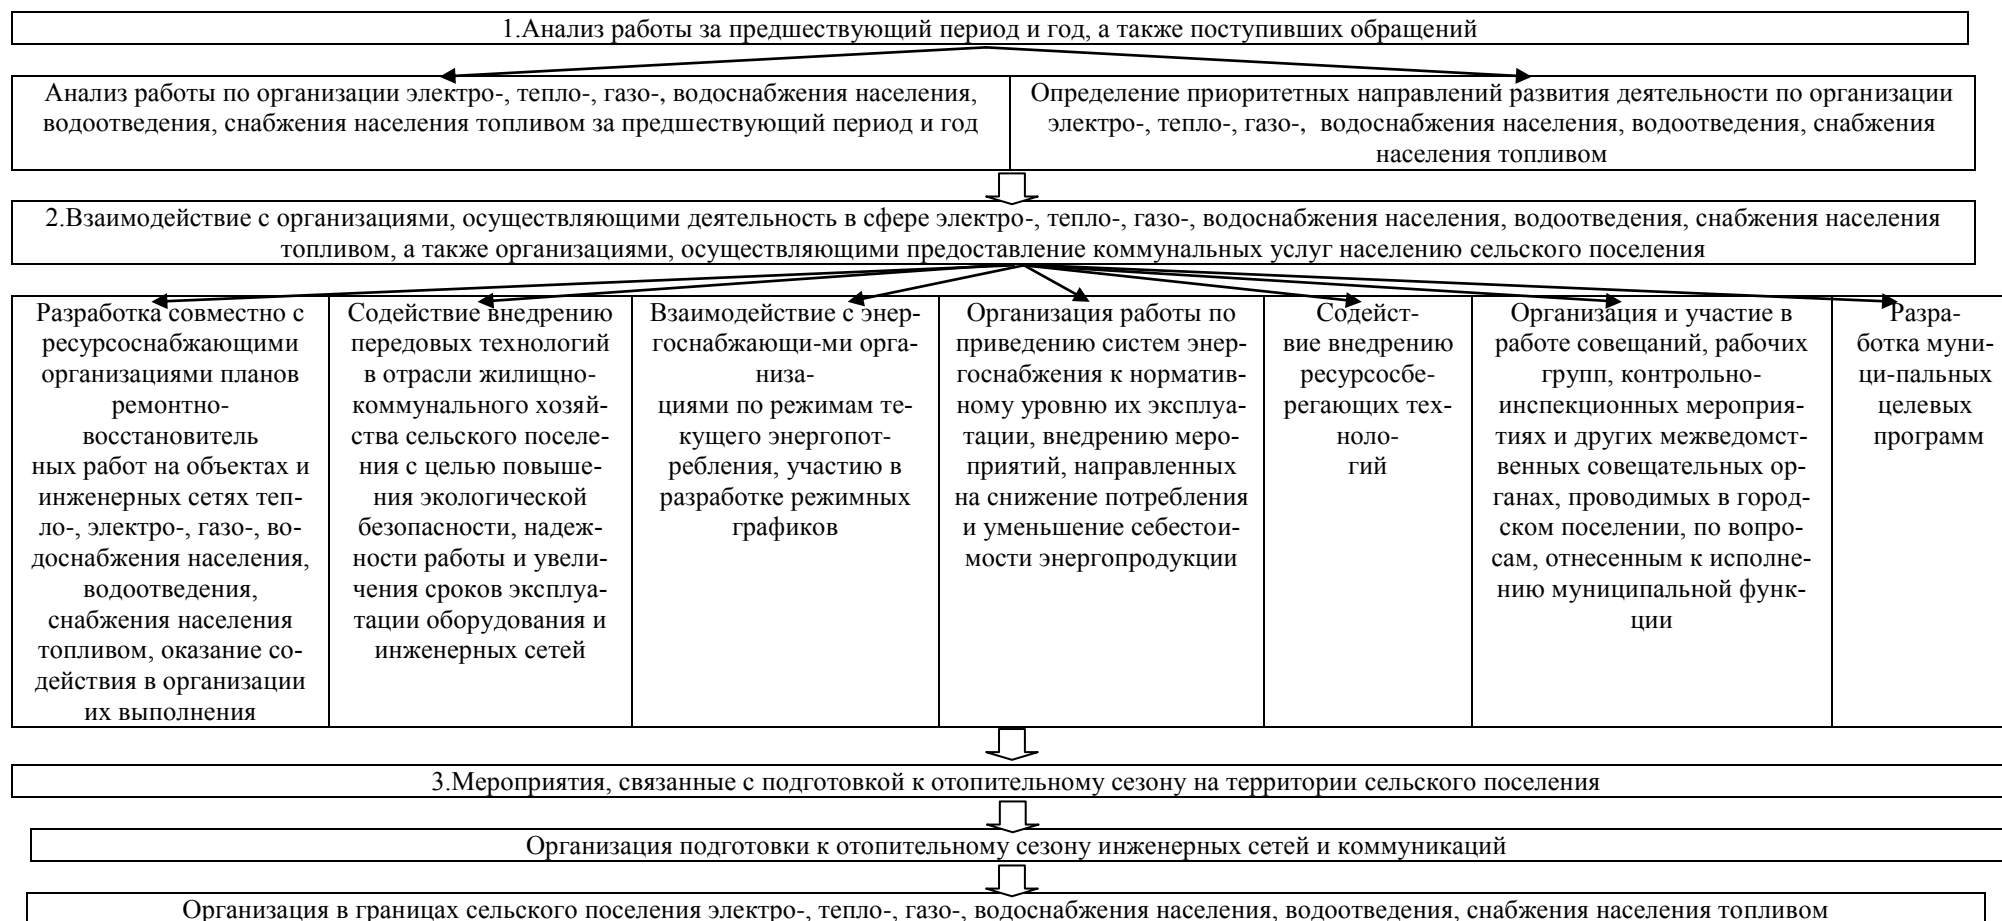 1.Анализ работы за предшествующий период и год, а также поступивших обращений
Анализ работы по организации электро-, тепло-, газо-, водоснабжения населения,
водоотведения, снабжения населения топливом за предшествующий период и год
Определение приоритетных направлений развития деятельности по организации
электро-, тепло-, газо-, водоснабжения населения, водоотведения, снабжения
населения топливом
2.Взаимодействие с организациями, осуществляющими деятельность в сфере электро-, тепло-, газо-, водоснабжения населения, водоотведения, снабжения населения
топливом, а также организациями, осуществляющими предоставление коммунальных услуг населению сельского поселения
Разработка совместно с
ресурсоснабжающими
организациями планов
ремонтно-
восстановитель
ных работ на объектах и
инженерных сетях теп-
ло-, электро-, газо-, во-
доснабжения населения,
водоотведения,
снабжения населения
топливом, оказание со-
действия в организации
их выполнения
Содействие внедрению
передовых технологий
в отрасли жилищно-
коммунального хозяй-
ства сельского поселе-
ния с целью повыше-
ния экологической
безопасности, надеж-
ности работы и увели-
чения сроков эксплуа-
тации оборудования и
инженерных сетей
Взаимодействие с энер-
госнабжающи-ми орга-
низа-
циями по режимам те-
кущего энергопот-
ребления, участию в
разработке режимных
графиков
Организация работы по
приведению систем энер-
госнабжения к норматив-
ному уровню их эксплуа-
тации, внедрению меро-
приятий, направленных
на снижение потребления
и уменьшение себестои-
мости энергопродукции
Содейст-
вие внедрению
ресурсосбе-
регающих тех-
ноло-
гий
Организация и участие в
работе совещаний, рабочих
групп, контрольно-
инспекционных мероприя-
тиях и других межведомст-
венных совещательных ор-
ганах, проводимых в город-
ском поселении, по вопро-
сам, отнесенным к исполне-
нию муниципальной функ-
ции
Разра-
ботка муни-
ци-пальных
целевых
программ
3.Мероприятия, связанные с подготовкой к отопительному сезону на территории сельского поселения
Организация подготовки к отопительному сезону инженерных сетей и коммуникаций
Организация в границах сельского поселения электро-, тепло-, газо-, водоснабжения населения, водоотведения, снабжения населения топливом